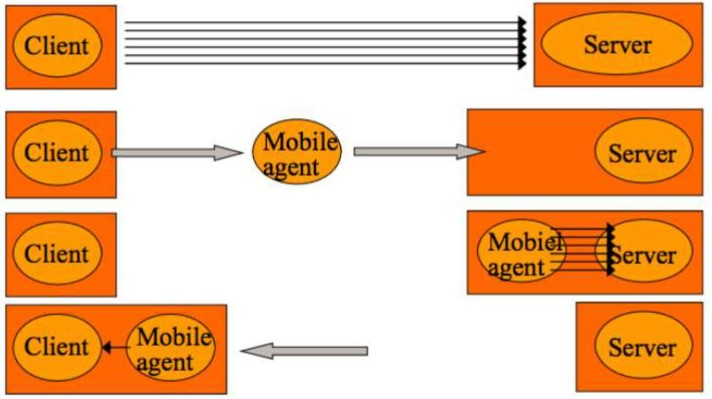 Client
Server
Client
Mobile
agent
Server
Client
Mobiel
agent
Server
Client
Mobile
agent
Server